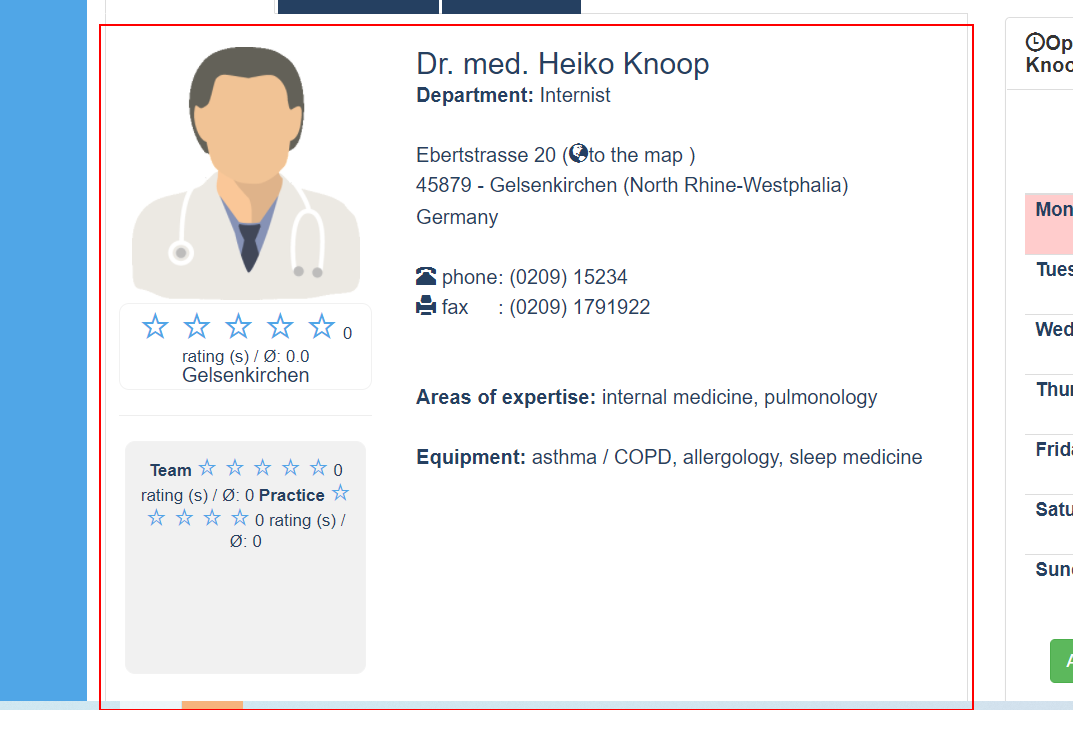 Dr. med. Heiko Knoop
Department: Internist
Ebertstrasse 20 (to the map )
45879 - Gelsenkirchen (North Rhine-Westphalia)
Germany
phone: (0209) 15234
fax : (0209) 1791922
Areas of expertise: internal medicine, pulmonology
Equipment: asthma / COPD, allergology, sleep medicine
☆ ☆ ☆ ☆ ☆ 0
rating (s) / Ø: 0.0
Gelsenkirchen
Team ☆ ☆ ☆ ☆ ☆ 0
rating (s) / Ø: 0 Practice ☆
☆ ☆ ☆ ☆ 0 rating (s) /
Ø: 0
Op
Knoo
Mon
Tues
Wed
Thur
Frida
Satu
Sund